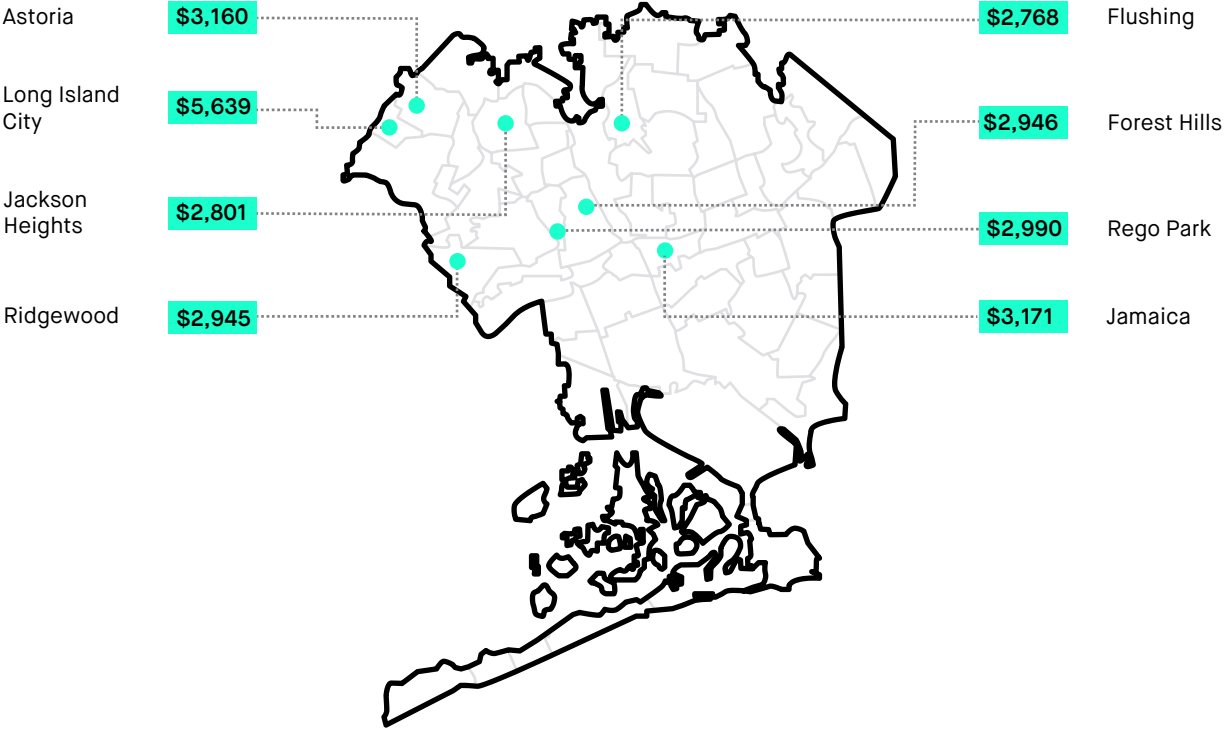 Astoria
$3,160
Long Island
City
$5,639
Jackson
Heights
$2,801
Ridgewood
$2,945
$2,768
Flushing
$2,946
Forest Hills
$2,990
Rego Park
$3,171
Jamaica